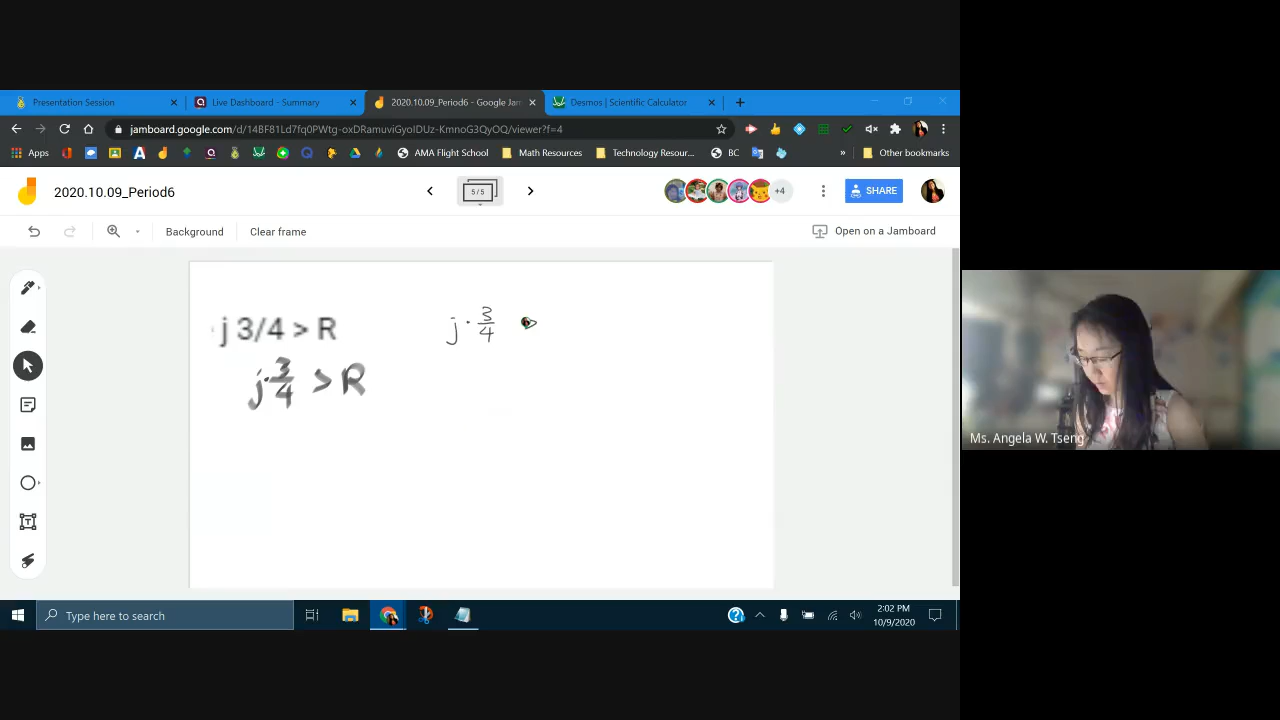 Presentation Session
Live Dashboard - Summary
2020.10.09_Period6 - Google Jam
Desmos | Scientific Calculator
jamboard.google.com/d/14BF81Ld7fq0PWtg-oxDRamuviGyoIDUz-KmnoG3QyOQ/viewer?f=4
Apps
AMA Flight School
Math Resources
Technology Resour...
BC
»
Other bookmarks
2020.10.09_Period6
5/5
+4
SHARE
Background
Clear frame
Open on a Jamboard
j 3/4 > R
j · 3/4
j · 3/4 > R
Ms. Angela W. Tseng
Type here to search
2:02 PM
10/9/2020